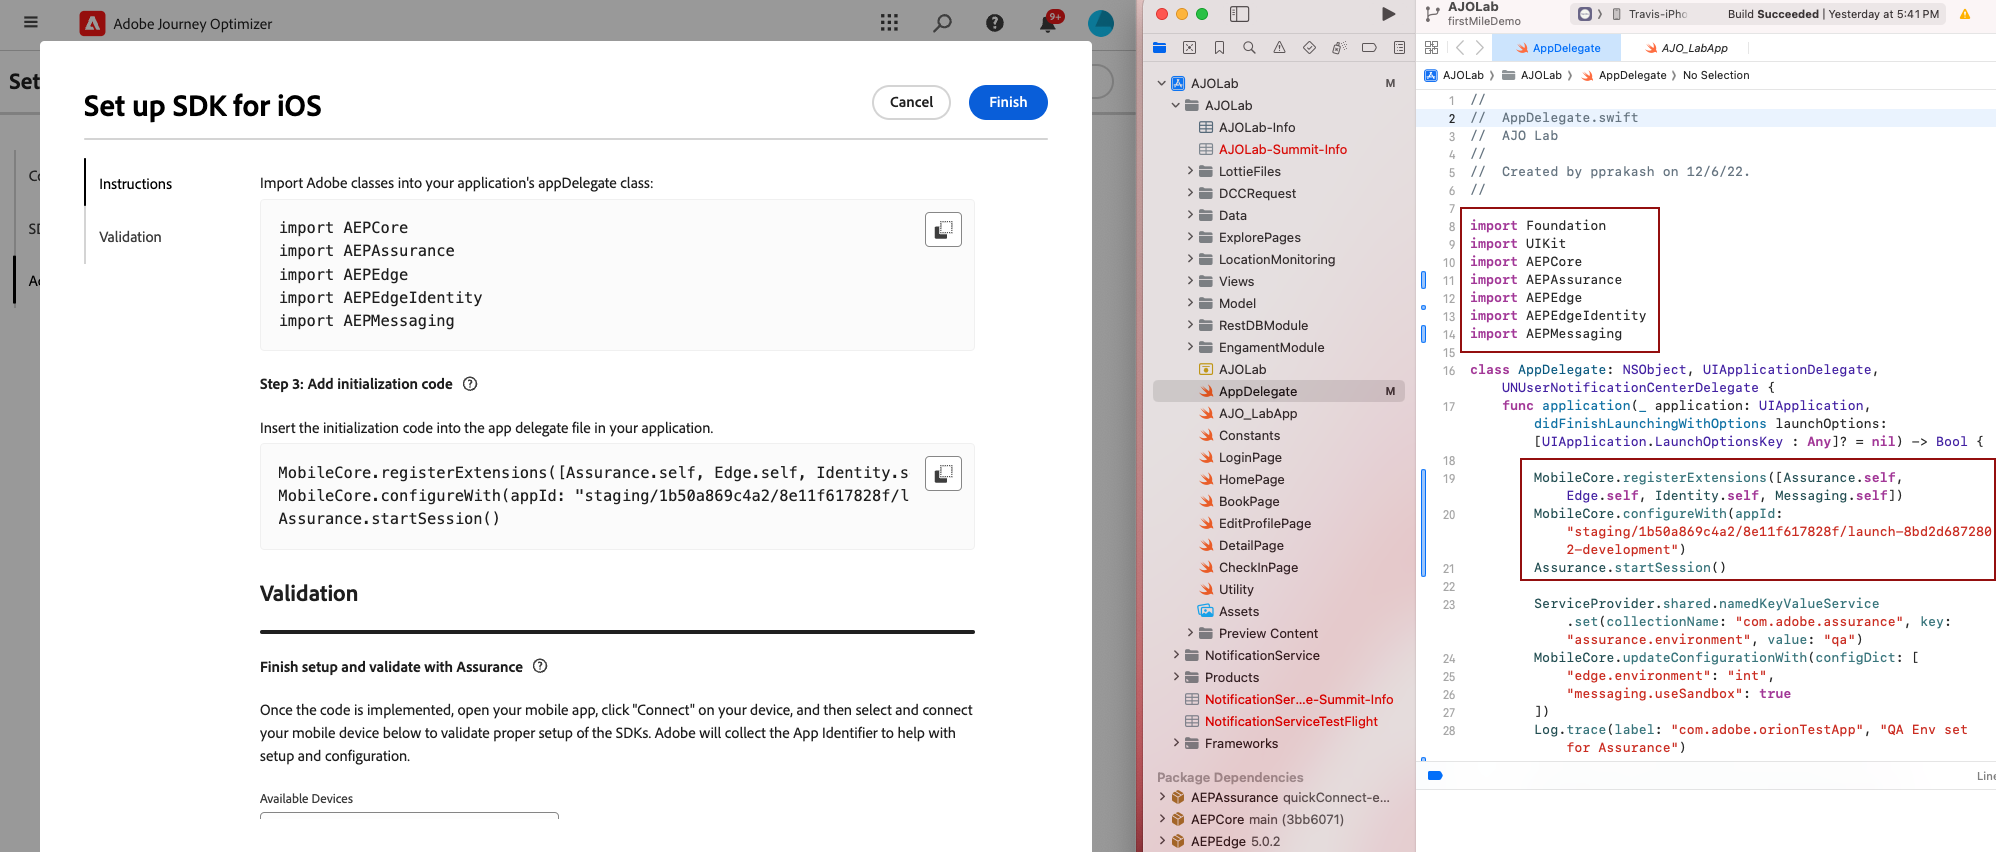 Adobe Journey Optimizer
9+
Set
Set up SDK for iOS
Cancel
Finish
Instructions
Validation
Import Adobe classes into your application's appDelegate class:
import AEPCore
import AEPAssurance
import AEPEdge
import AEPEdgeIdentity
import AEPMessaging
Step 3: Add initialization code
Insert the initialization code into the app delegate file in your application.
MobileCore.registerExtensions([Assurance.self, Edge.self, Identity.s
MobileCore.configureWith(appId: "staging/1b50a869c4a2/8e11f617828f/l
Assurance.startSession()
Validation
Finish setup and validate with Assurance
Once the code is implemented, open your mobile app, click "Connect" on your device, and then select and connect
your mobile device below to validate proper setup of the SDKs. Adobe will collect the App Identifier to help with
setup and configuration.
Available Devices
AJOLab M
AJOLab
AJOLab-Info
AJOLab-Summit-Info
LottieFiles
DCCRequest
Data
ExplorePages
LocationMonitoring
Views
Model
RestDBModule
EngamentModule
AJOLab
AppDelegate M
AJO_LabApp
Constants
LoginPage
HomePage
BookPage
EditProfilePage
DetailPage
CheckInPage
Utility
Assets
Preview Content
NotificationService
Products
NotificationSer...e-Summit-Info
NotificationServiceTestFlight
Frameworks
Package Dependencies
AEPAssurance quickConnect-e...
AEPCore main (3bb6071)
AEPEdge 5.0.2
AJOLab
firstMileDemo
Travis-iPho
Build Succeeded | Yesterday at 5:41 PM
AppDelegate
AJO_LabApp
AJOLab > AJOLab > AppDelegate > No Selection
1 //
2 // AppDelegate.swift
3 // AJO Lab
4 //
5 // Created by pprakash on 12/6/22.
6 //
7
8 import Foundation
9 import UIKit
10 import AEPCore
11 import AEPAssurance
12 import AEPEdge
13 import AEPEdgeIdentity
14 import AEPMessaging
15
16 class AppDelegate: NSObject, UIApplicationDelegate,
UNUserNotificationCenterDelegate {
17 func application(_ application: UIApplication,
didFinishLaunchingWithOptions launchOptions:
[UIApplication.LaunchOptionsKey : Any]? = nil) -> Bool {
18
19 MobileCore.registerExtensions([Assurance.self,
Edge.self, Identity.self, Messaging.self])
20 MobileCore.configureWith(appId:
"staging/1b50a869c4a2/8e11f617828f/launch-8bd2d687280
2-development")
21 Assurance.startSession()
22
23 ServiceProvider.shared.namedKeyValueService
.set(collectionName: "com.adobe.assurance", key:
"assurance.environment", value: "qa")
24 MobileCore.updateConfigurationWith(configDict: [
25 "edge.environment": "int",
26 "messaging.useSandbox": true
27 ])
28 Log.trace(label: "com.adobe.orionTestApp", "QA Env set
for Assurance")
Line